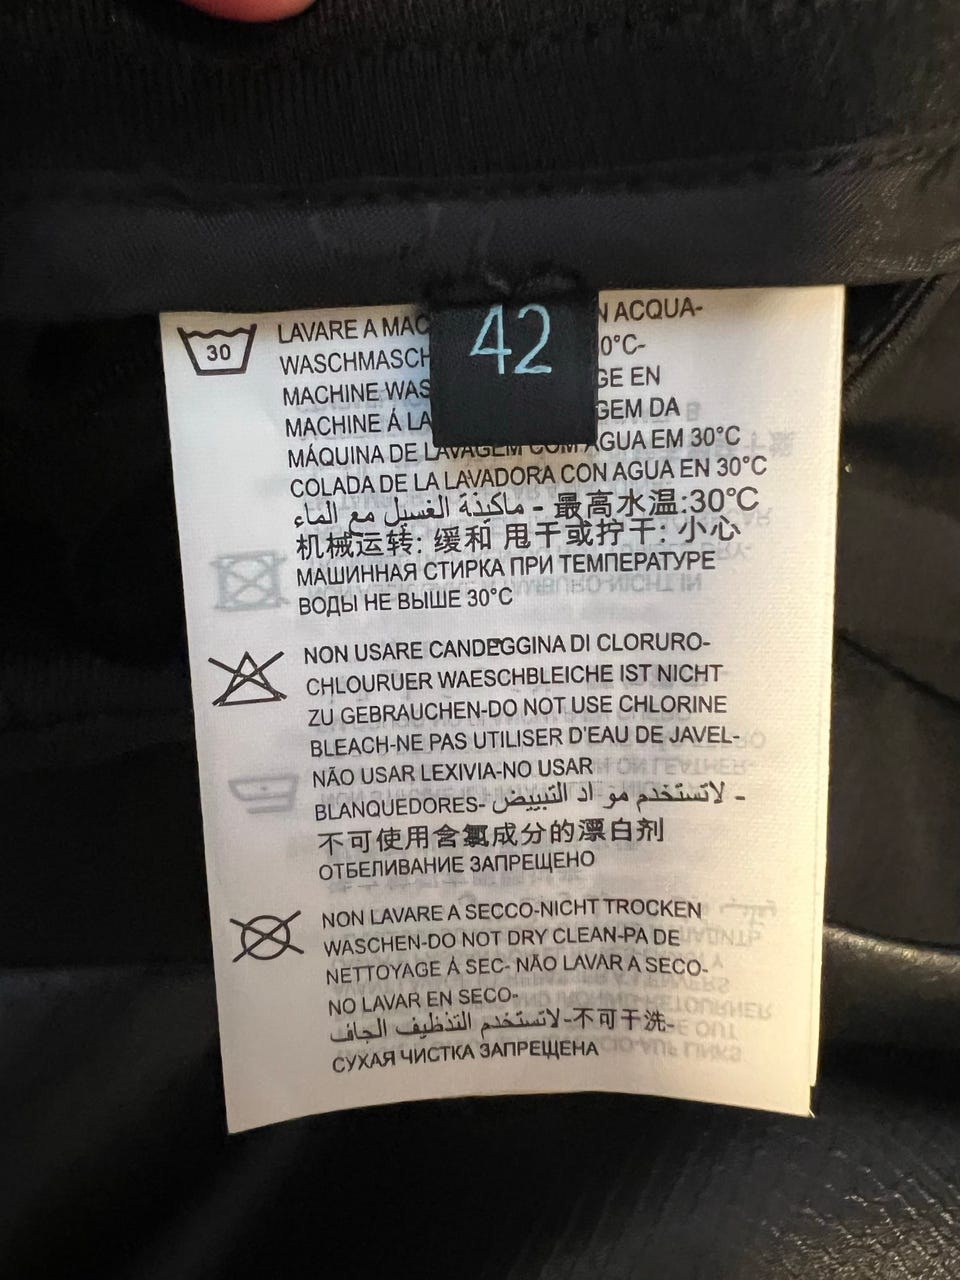 42
30
LAVARE A MAC N ACQUA-
WASCHMASCH 0°C-
MACHINE WAS GE EN
MACHINE Á LA GEM DA
MÁQUINA DE LAVAGEM COM AGUA EM 30°C
COLADA DE LA LAVADORA CON AGUA EN 30°C
ماكينة الغسيل مع الماء - 最高水温:30°C
机械运转: 缓和 甩干或拧干: 小心
МАШИННАЯ СТИРКА ПРИ ТЕМПЕРАТУРЕ
ВОДЫ НЕ ВЫШЕ 30°C
NON USARE CANDEGGINA DI CLORURO-
CHLOURUER WAESCHBLEICHE IST NICHT
ZU GEBRAUCHEN-DO NOT USE CHLORINE
BLEACH-NE PAS UTILISER D'EAU DE JAVEL-
NÃO USAR LEXIVIA-NO USAR
BLANQUEDORES- لاتستخدم مواد التبييض -
不可使用含氯成分的漂白剂
ОТБЕЛИВАНИЕ ЗАПРЕЩЕНО
NON LAVARE A SECCO-NICHT TROCKEN
WASCHEN-DO NOT DRY CLEAN-PA DE
NETTOYAGE Á SEC- NÃO LAVAR A SECO-
NO LAVAR EN SECO-
لاتستخدم التنظيف الجاف-不可干洗-
СУХАЯ ЧИСТКА ЗАПРЕЩЕНА